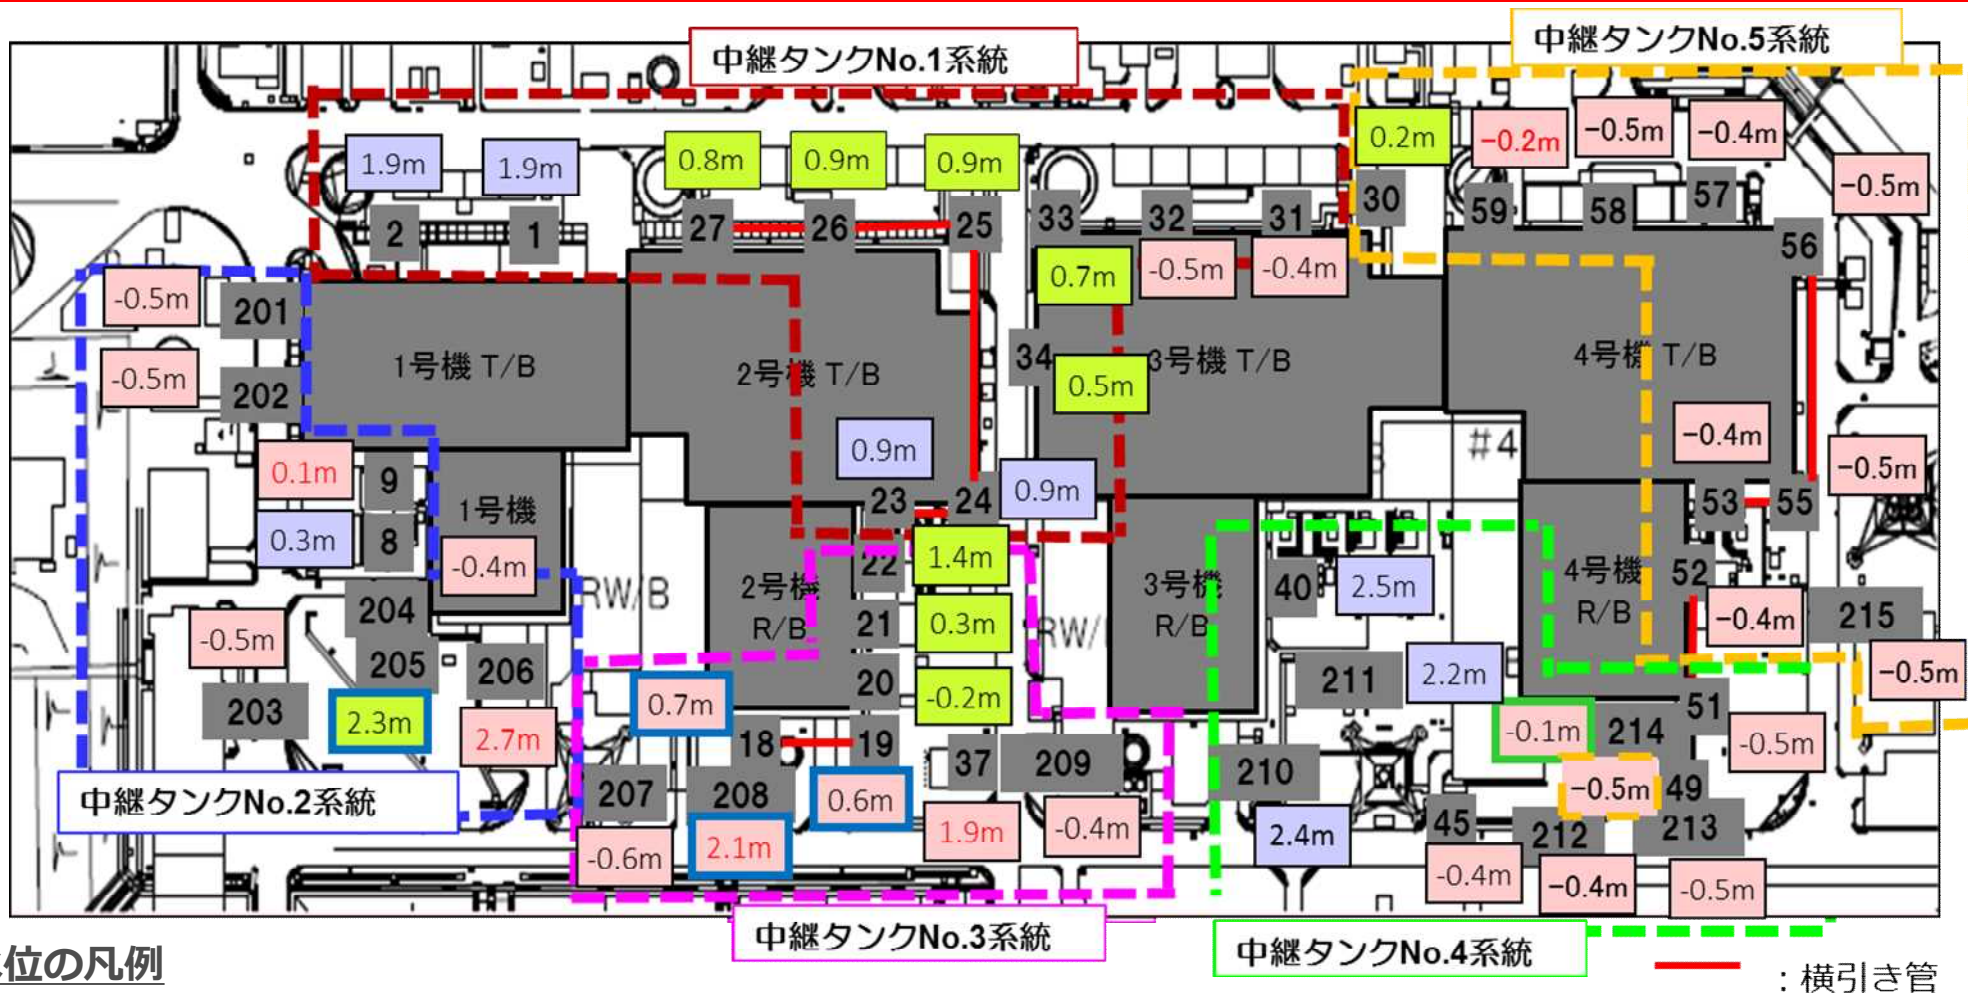 中継タンクNo.1系統
中継タンクNo.5系統
1.9m
1.9m
0.8m
0.9m
0.9m
0.2m
-0.2m
-0.5m
-0.4m
-0.5m
2
1
27
26
25
33
32
31
30
59
58
57
56
-0.5m
201
0.7m
-0.5m
-0.4m
-0.5m
202
1号機 T/B
2号機 T/B
34
3号機 T/B
4号機 T/B
0.5m
0.9m
-0.4m
#4
0.1m
9
23
24
0.9m
53
55
-0.5m
0.3m
8
1号機
-0.4m
RW/B
2号機
R/B
22
1.4m
3号機
R/B
40
2.5m
4号機
R/B
52
-0.4m
215
204
-0.5m
205
206
21
0.3m
RW/
211
2.2m
-0.5m
203
2.3m
2.7m
0.7m
20
-0.2m
18
19
37
209
210
-0.1m
214
51
-0.5m
中継タンクNo.2系統
207
208
0.6m
-0.5m
49
-0.6m
2.1m
1.9m
-0.4m
2.4m
45
212
213
-0.4m
-0.4m
-0.5m
中継タンクNo.3系統
中継タンクNo.4系統
位の凡例
：横引き管